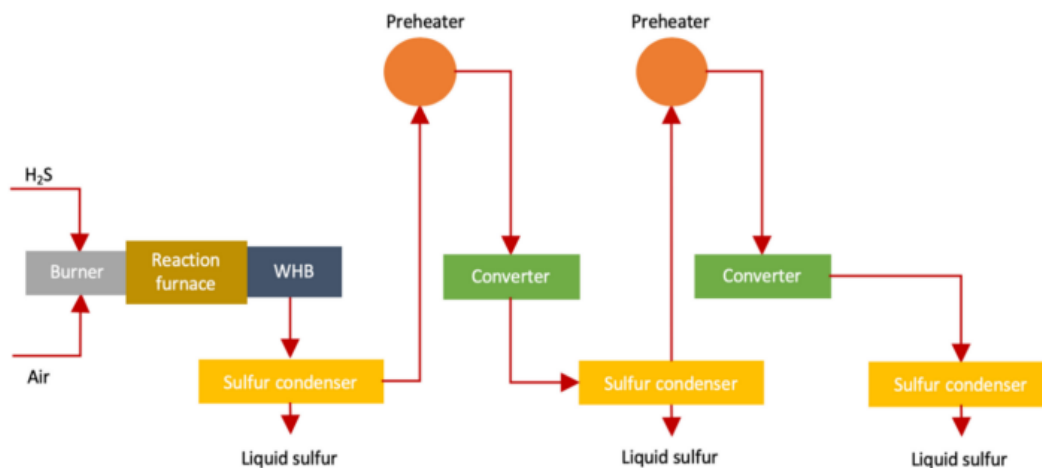 Preheater
Preheater
H₂S
Burner
Reaction
furnace
WHB
Converter
Converter
Air
Sulfur condenser
Sulfur condenser
Sulfur condenser
Liquid sulfur
Liquid sulfur
Liquid sulfur